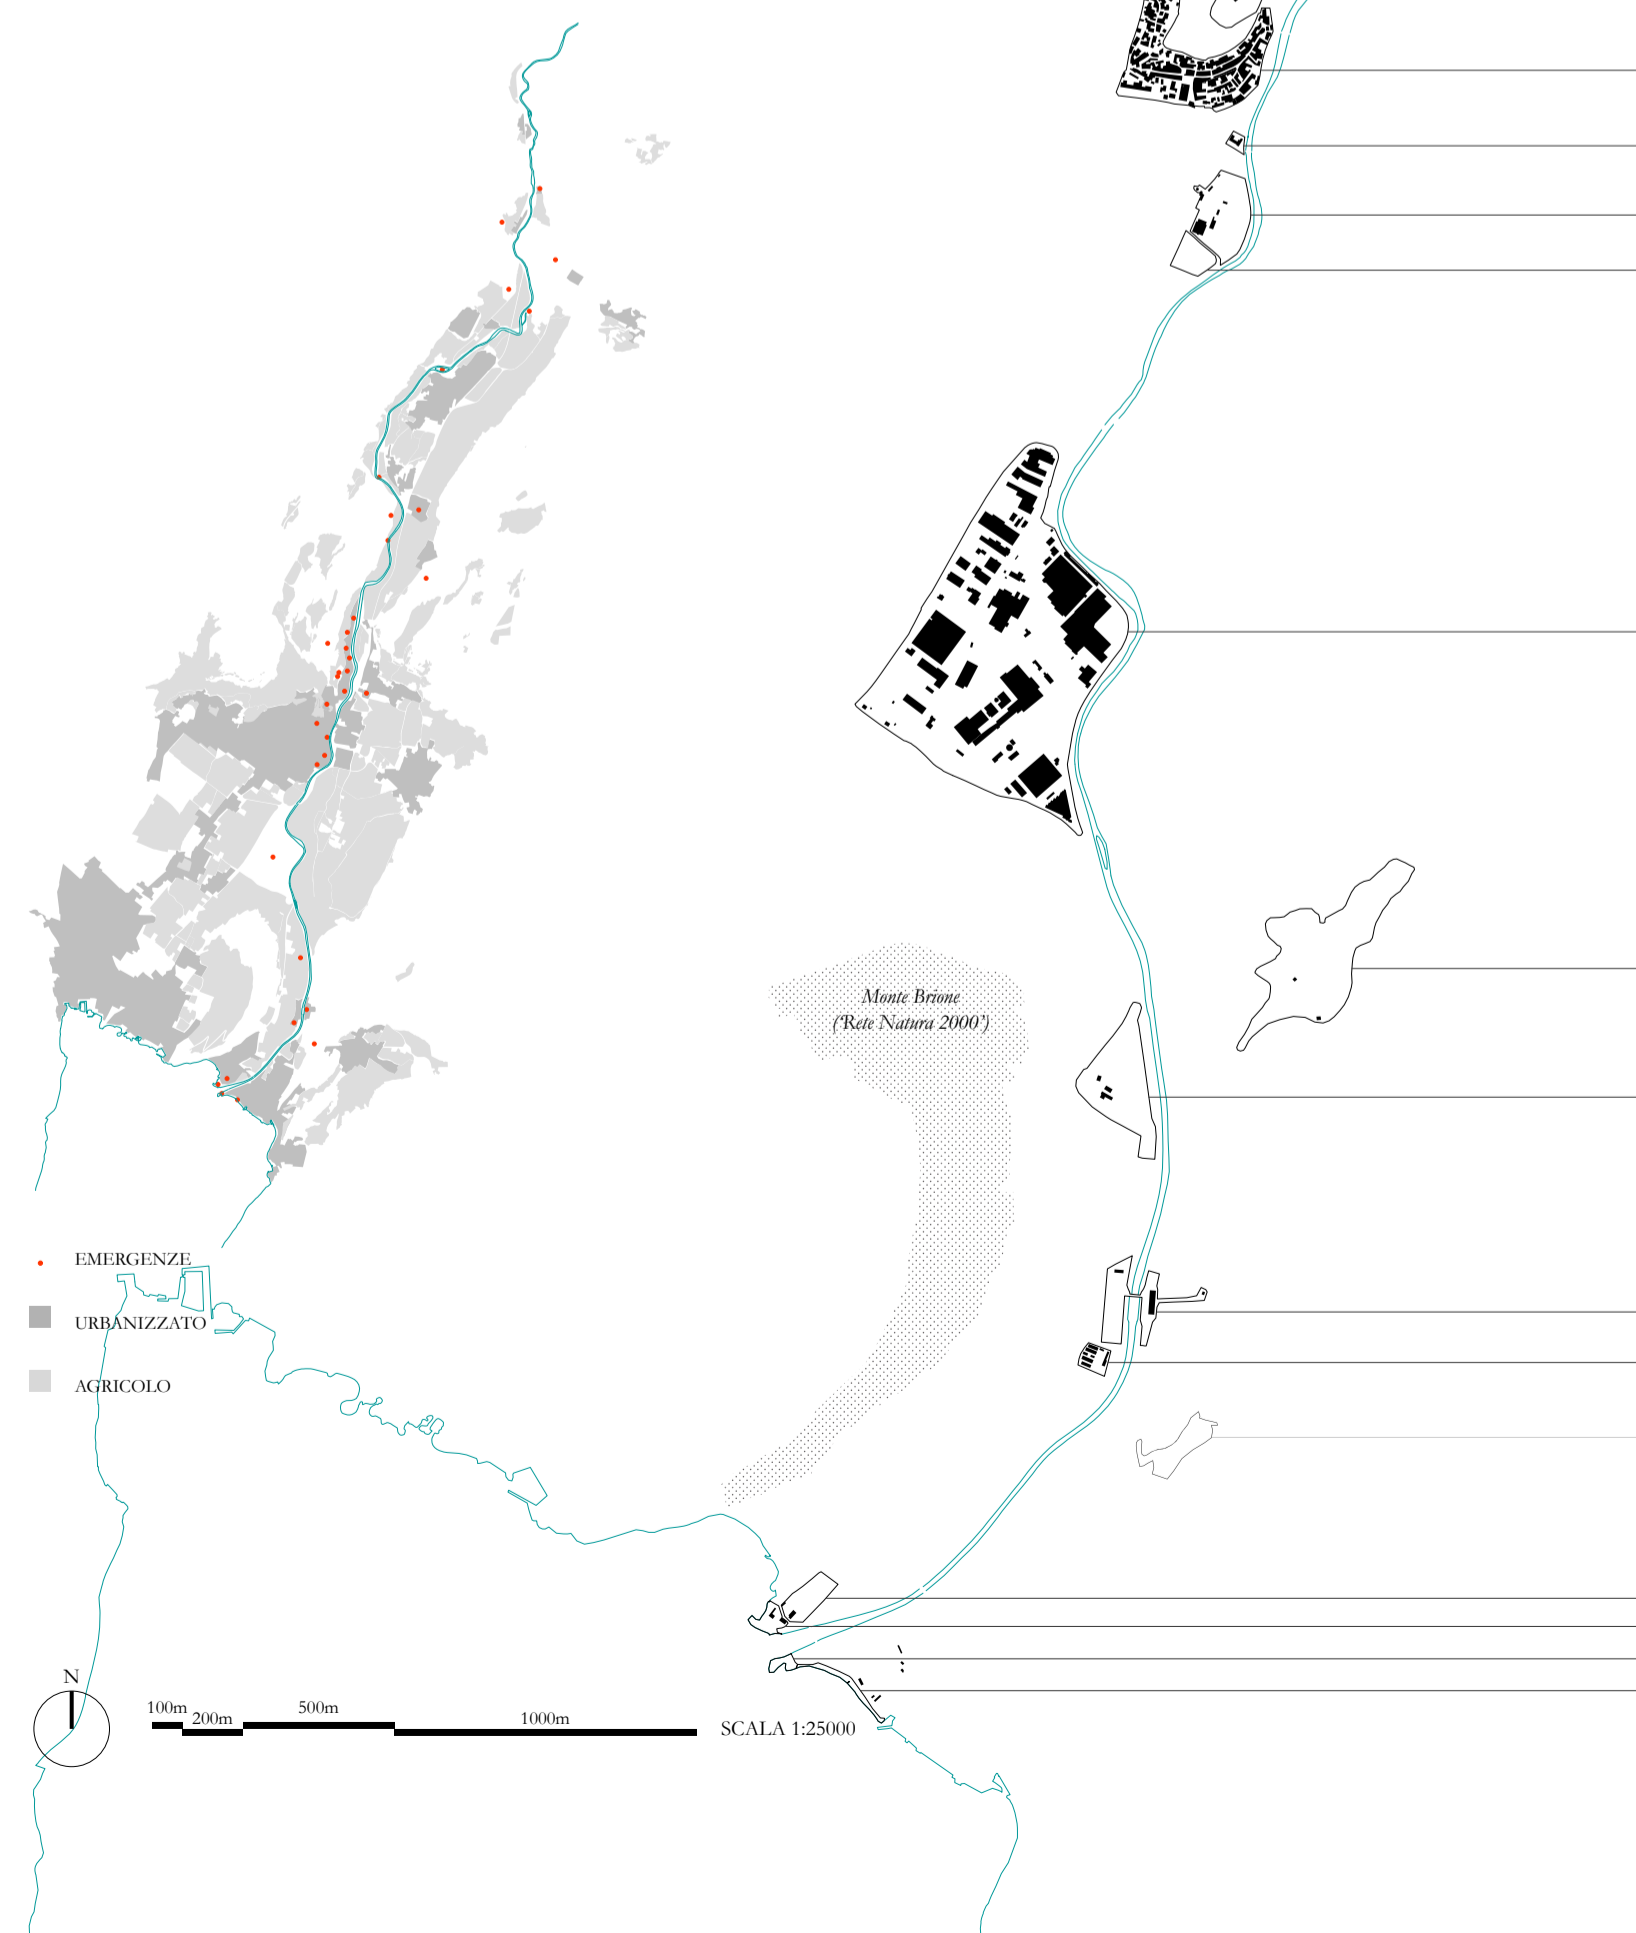 Monte Brione
('Rete Natura 2000')
EMERGENZE
URBANIZZATO
AGRICOLO
N
100m
200m
500m
1000m
SCALA 1:25000